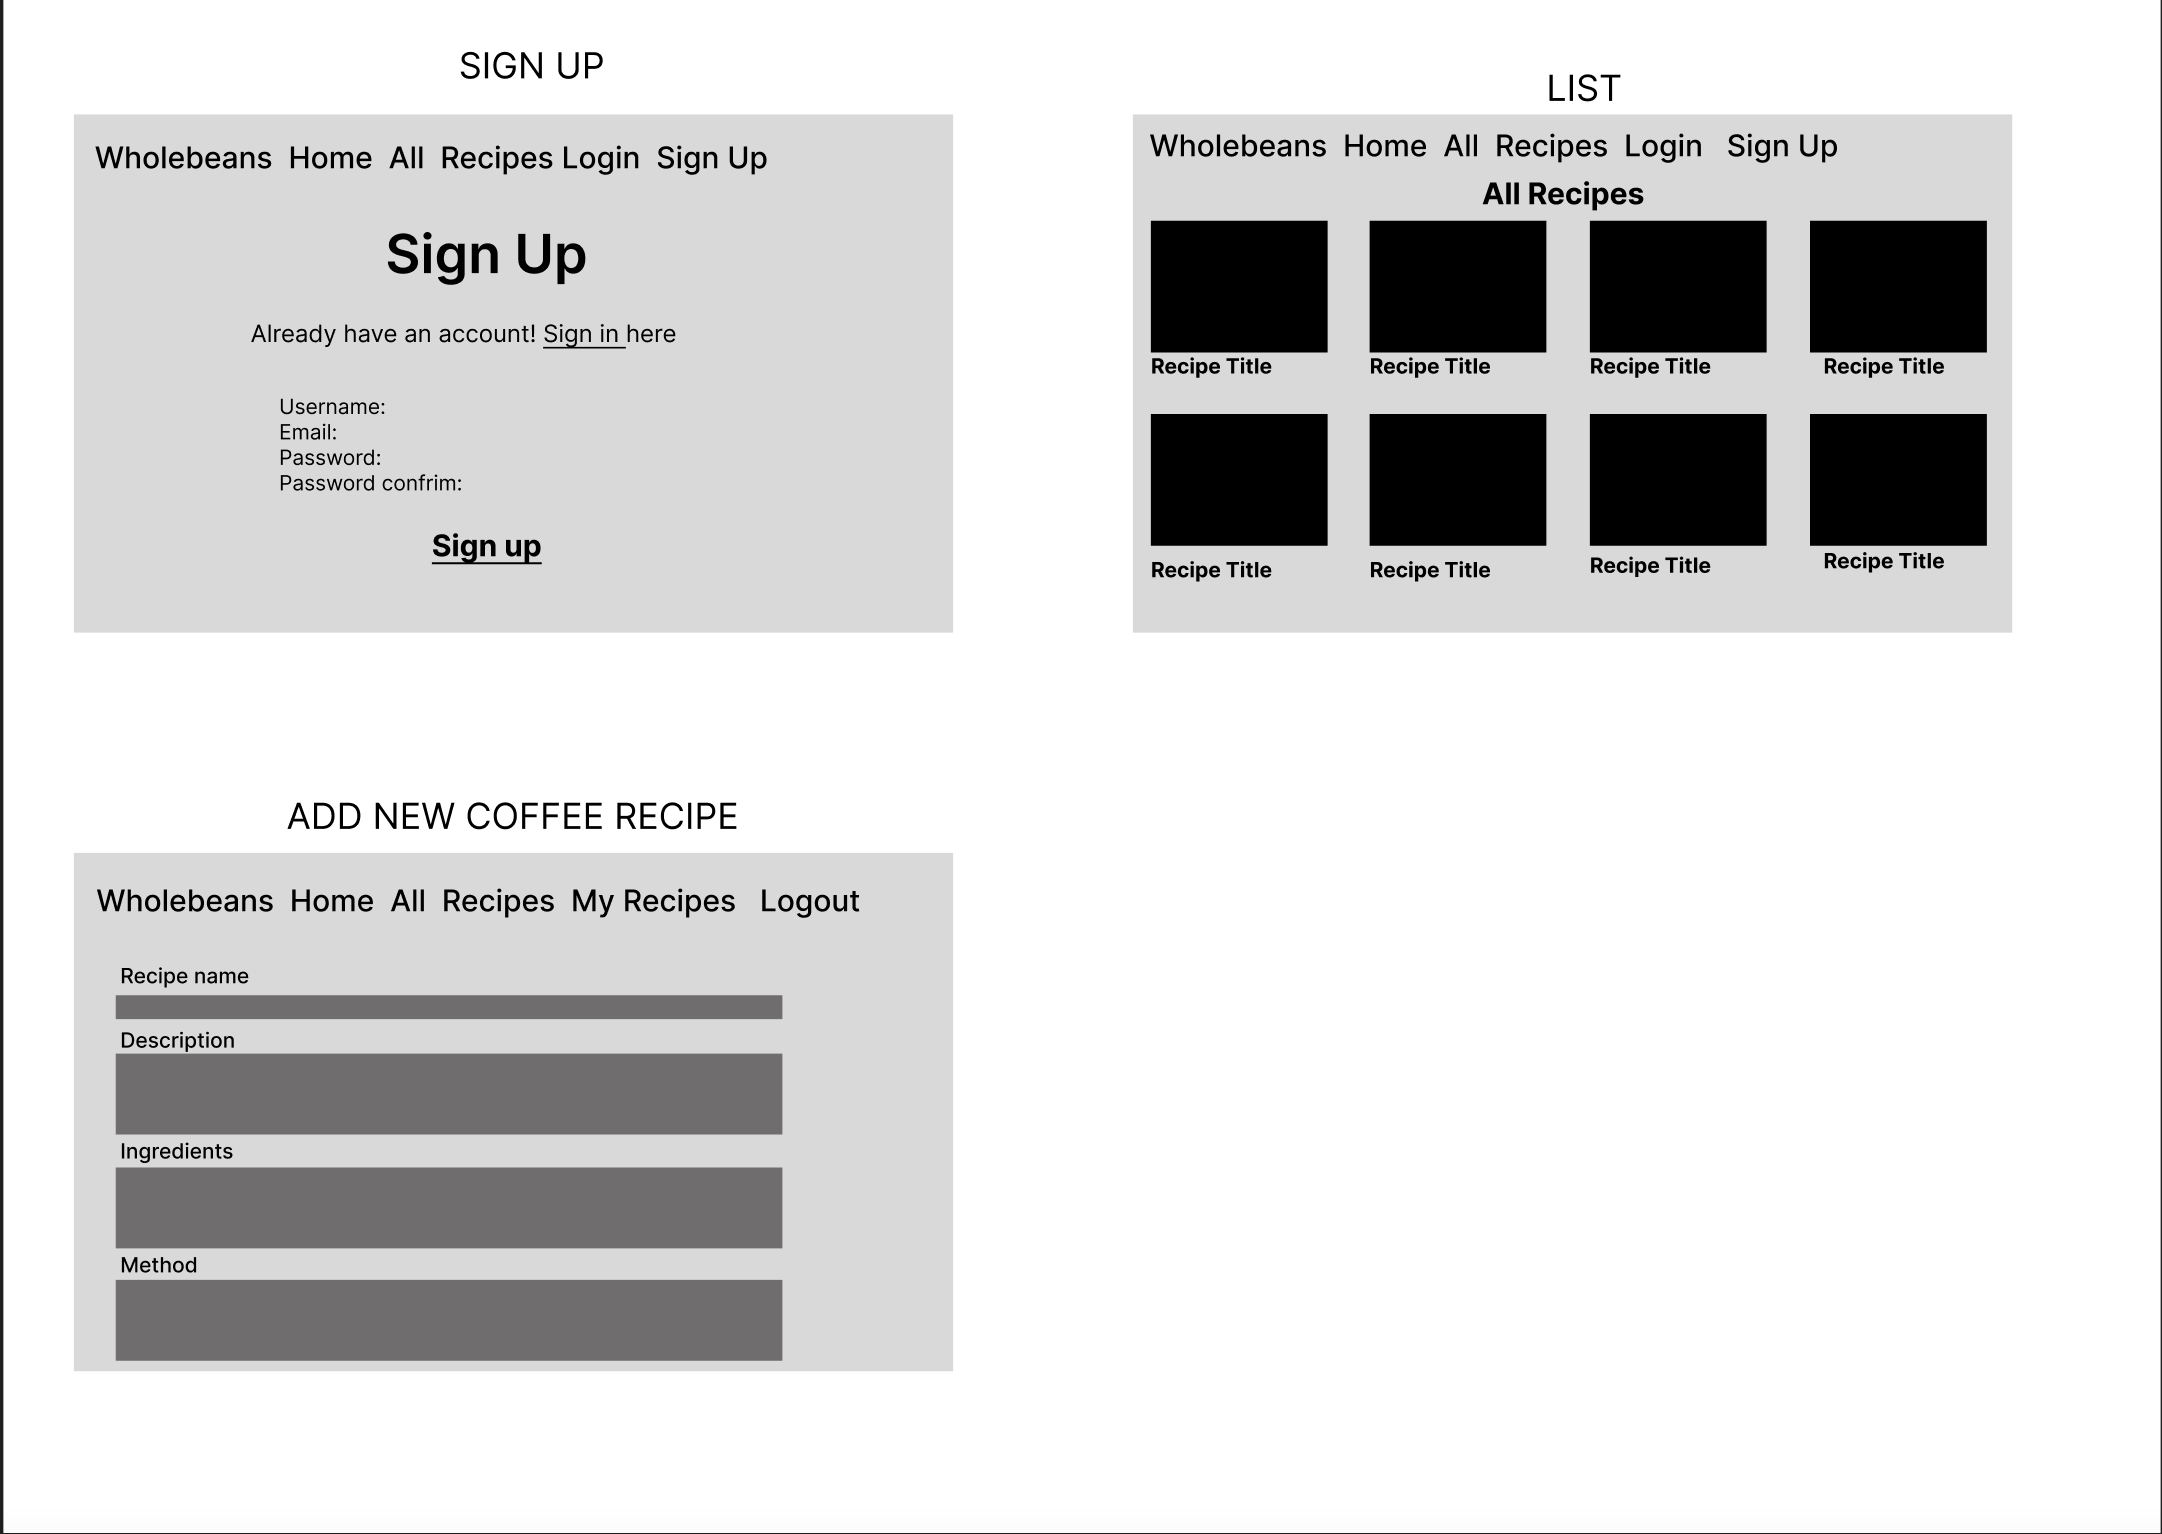 SIGN UP
Wholebeans Home All Recipes Login Sign Up
Sign Up
Already have an account! Sign in here
Username:
Email:
Password:
Password confrim:
Sign up
LIST
Wholebeans Home All Recipes Login Sign Up
All Recipes
Recipe Title Recipe Title Recipe Title Recipe Title
Recipe Title Recipe Title Recipe Title Recipe Title
ADD NEW COFFEE RECIPE
Wholebeans Home All Recipes My Recipes Logout
Recipe name
Description
Ingredients
Method